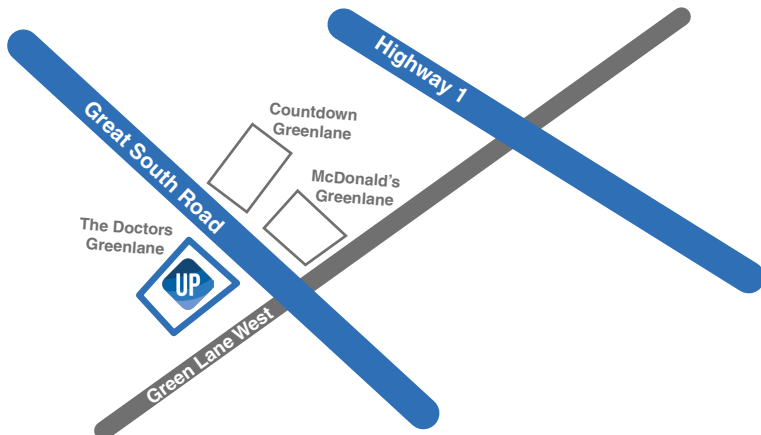 Highway 1
Great South Road
Countdown
Greenlane
McDonald's
Greenlane
The Doctors
Greenlane
UP
Green Lane West